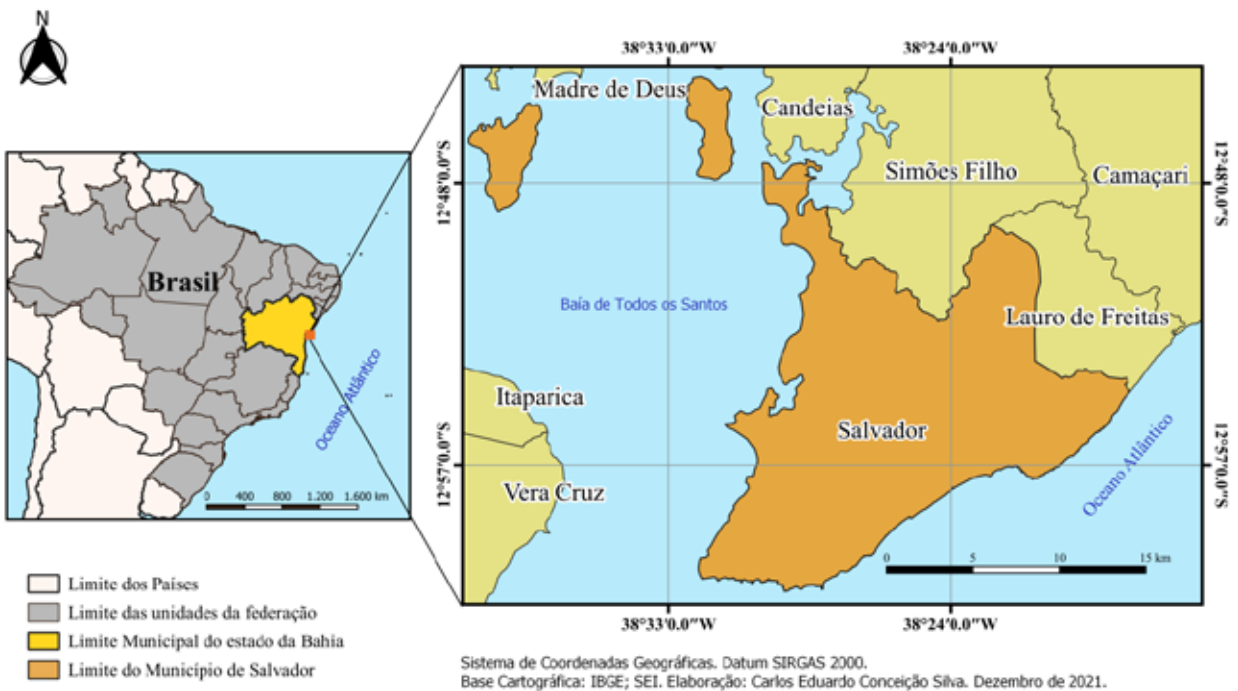 N
38°33'0.0"W
38°24'0.0"W
Madre de Deus
Candeias
Simões Filho
Camaçari
12°48'0.0"S
12°48'0.0"S
Brasil
Baía de Todos os Santos
Lauro de Freitas
Oceano Atlântico
Itaparica
Salvador
Oceano Atlântico
12°57'0.0"S
12°57'0.0"S
Vera Cruz
0 400 800 1.200 1.600 km
0 5 10 15 km
38°33'0.0"W
38°24'0.0"W
Limite dos Países
Limite das unidades da federação
Limite Municipal do estado da Bahia
Limite do Município de Salvador
Sistema de Coordenadas Geográficas. Datum SIRGAS 2000.
Base Cartográfica: IBGE; SEI. Elaboração: Carlos Eduardo Conceição Silva. Dezembro de 2021.